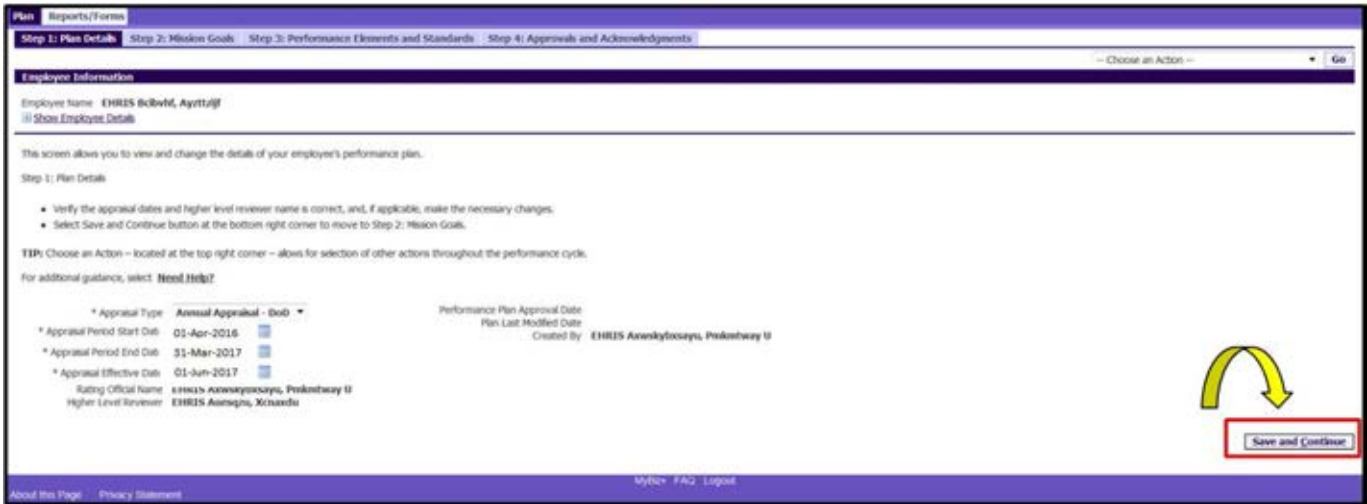 Plan Reports/Forms
Step 1: Plan Details Step 2: Mission Goals Step 3: Performance Elements and Standards Step 4: Approvals and Acknowledgments
-- Choose an Action -- Go
Employee Information
Employee Name EHRIS Bcibvhf, Ayzttzijf
Show Employee Details
This screen allows you to view and change the details of your employee's performance plan.
Step 1: Plan Details
• Verify the appraisal dates and higher level reviewer name is correct, and, if applicable, make the necessary changes.
• Select Save and Continue button at the bottom right corner to move to Step 2: Mission Goals.
TIP: Choose an Action – located at the top right corner – allows for selection of other actions throughout the performance cycle.
For additional guidance, select Need Help?
* Appraisal Type Annual Appraisal - DoD Performance Plan Approval Date
Plan Last Modified Date
* Appraisal Period Start Date 01-Apr-2016 Created By EHRIS Axwskybxsayu, Pmkmtway U
* Appraisal Period End Date 31-Mar-2017
* Appraisal Effective Date 01-Jun-2017
Rating Official Name EHRIS Axwskybxsayu, Pmkmtway U
Higher Level Reviewer EHRIS
Save and Continue
MyBiz+ FAQ Logout
About this Page Privacy Statement